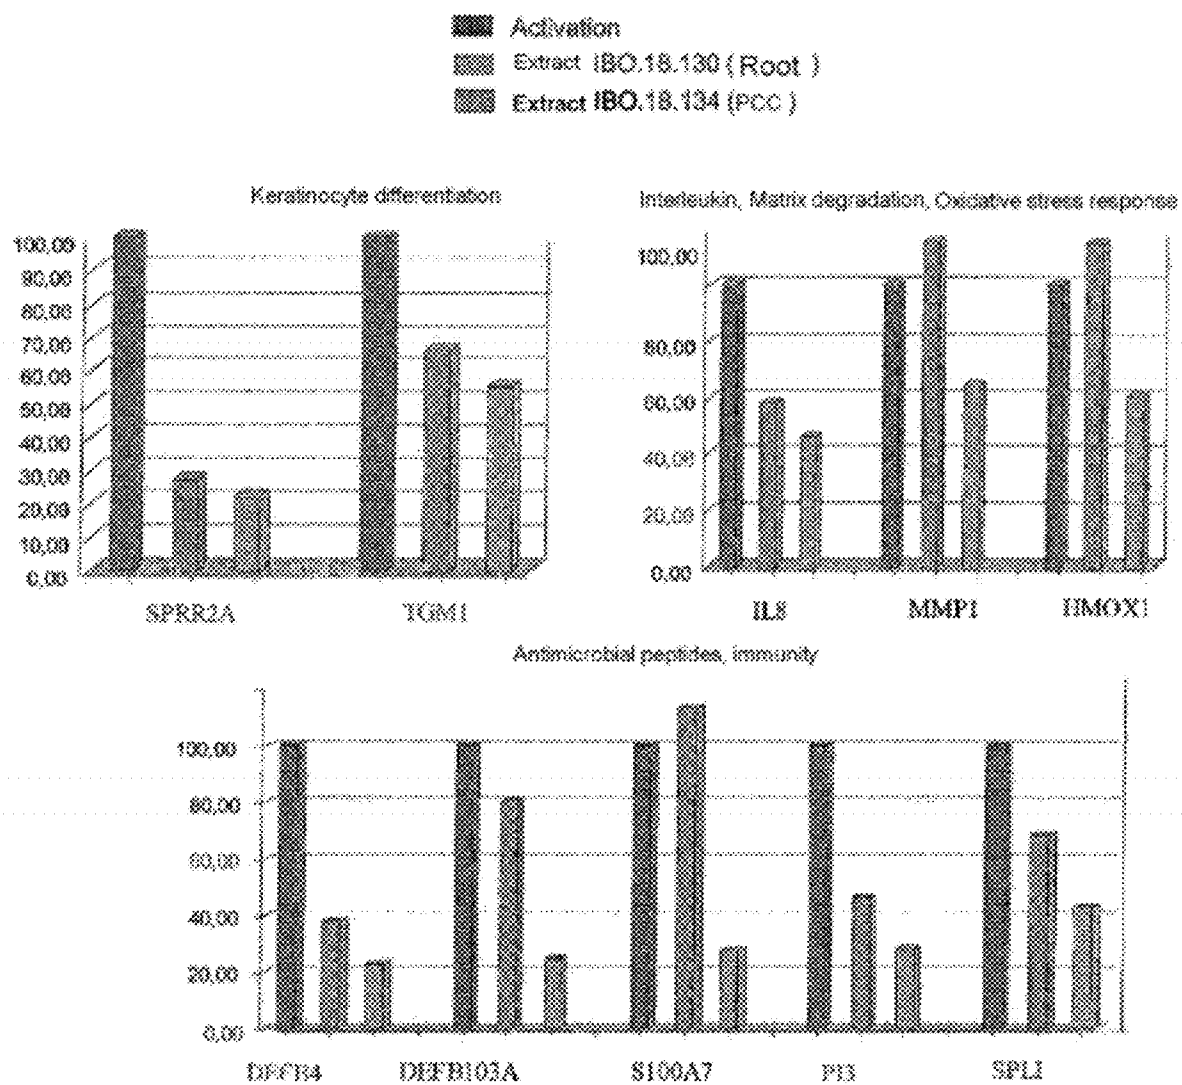 Activation
Extract IBO.18.130 (Root)
Extract IBO.18.134 (PCC)
Keratinocyte differentiation
100,00
90,00
80,00
70,00
60,00
50,00
40,00
30,00
20,00
10,00
0,00
SPRR2A TGM1
Interleukin, Matrix degradation, Oxidative stress response
100,00
80,00
60,00
40,00
20,00
0,00
IL8 MMP1 HMOX1
Antimicrobial peptides, immunity
100,00
80,00
60,00
40,00
20,00
0,00
DEFB4 DEFB103A S100A7 PI3 SPLI